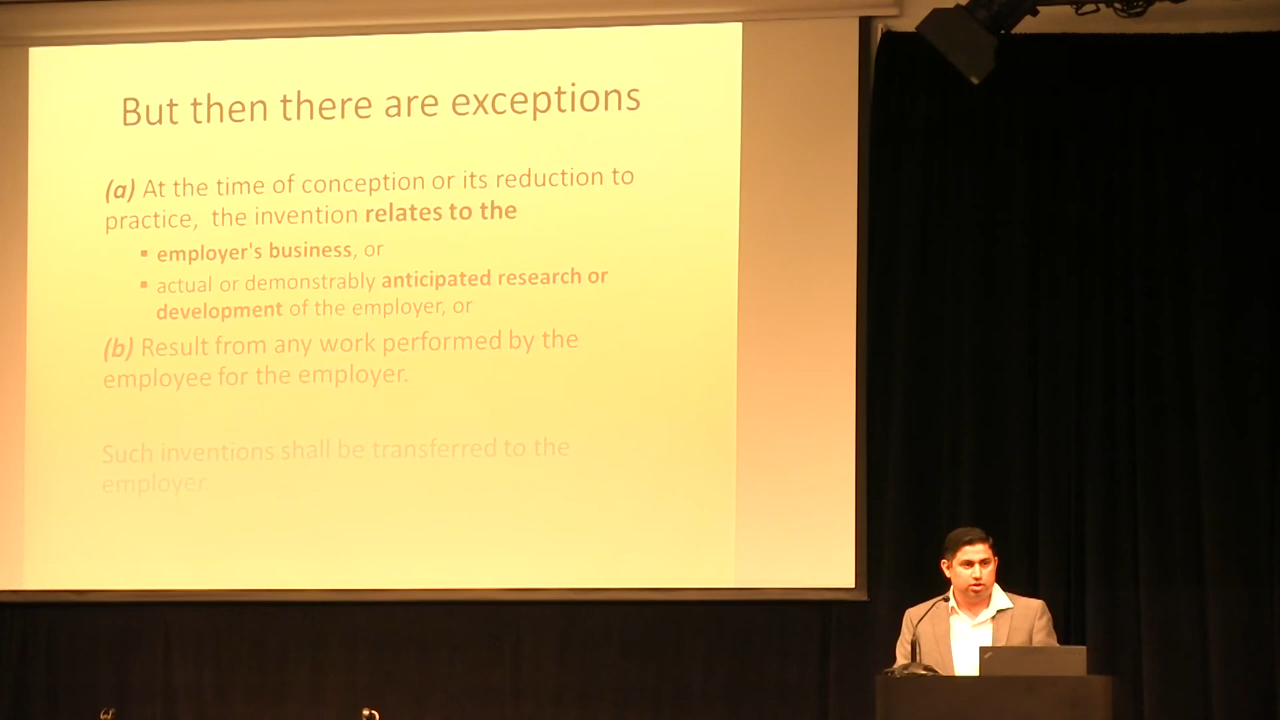 But then there are exceptions
(a) At the time of conception or its reduction to
practice, the invention relates to the
▪ employer's business, or
▪ actual or demonstrably anticipated research or
development of the employer, or
(b) Result from any work performed by the
employee for the employer.
Such inventions shall be transferred to the
employer.